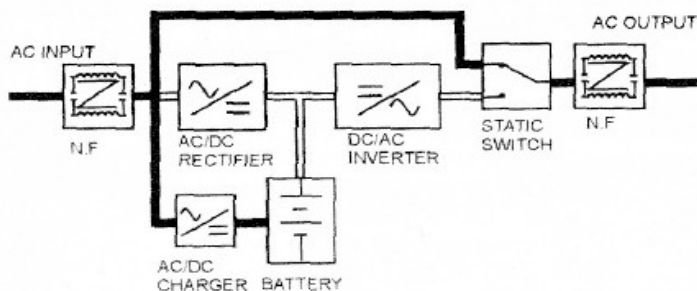 AC INPUT
AC OUTPUT
N.F
AC/DC
RECTIFIER
DC/AC
INVERTER
STATIC
SWITCH
N.F
AC/DC
CHARGER
BATTERY